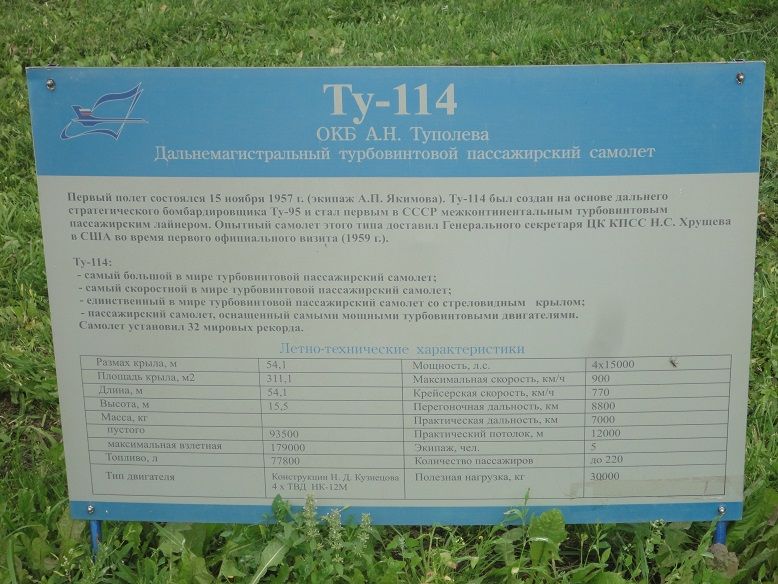 Ту-114
ОКБ А.Н. Туполева
Дальнемагистральный турбовинтовой пассажирский самолет
Первый полет состоялся 15 ноября 1957 г. (экипаж А.П. Якимова). Ту-114 был создан на основе дальнего
стратегического бомбардировщика Ту-95 и стал первым в СССР межконтинентальным турбовинтовым
пассажирским лайнером. Опытный самолет этого типа доставил Генерального секретаря ЦК КПСС Н.С. Хрущева
в США во время первого официального визита (1959 г.).
Ту-114:
- самый большой в мире турбовинтовой пассажирский самолет;
- самый скоростной в мире турбовинтовой пассажирский самолет;
- единственный в мире турбовинтовой пассажирский самолет со стреловидным крылом;
- пассажирский самолет, оснащенный самыми мощными турбовинтовыми двигателями.
Самолет установил 32 мировых рекорда.
Летно-технические характеристики
Размах крыла, м 54,1 Мощность, л.с. 4х15000
Площадь крыла, м2 311,1 Максимальная скорость, км/ч 900
Длина, м 54,1 Крейсерская скорость, км/ч 770
Высота, м 15,5 Перегоночная дальность, км 8800
Масса, кг Практическая дальность, км 7000
пустого 93500 Практический потолок, м 12000
максимальная взлетная 179000 Экипаж, чел. 5
Топливо, л 77800 Количество пассажиров до 220
Тип двигателя Конструкции Н. Д. Кузнецова Полезная нагрузка, кг 30000
4 х ТВД НК-12М